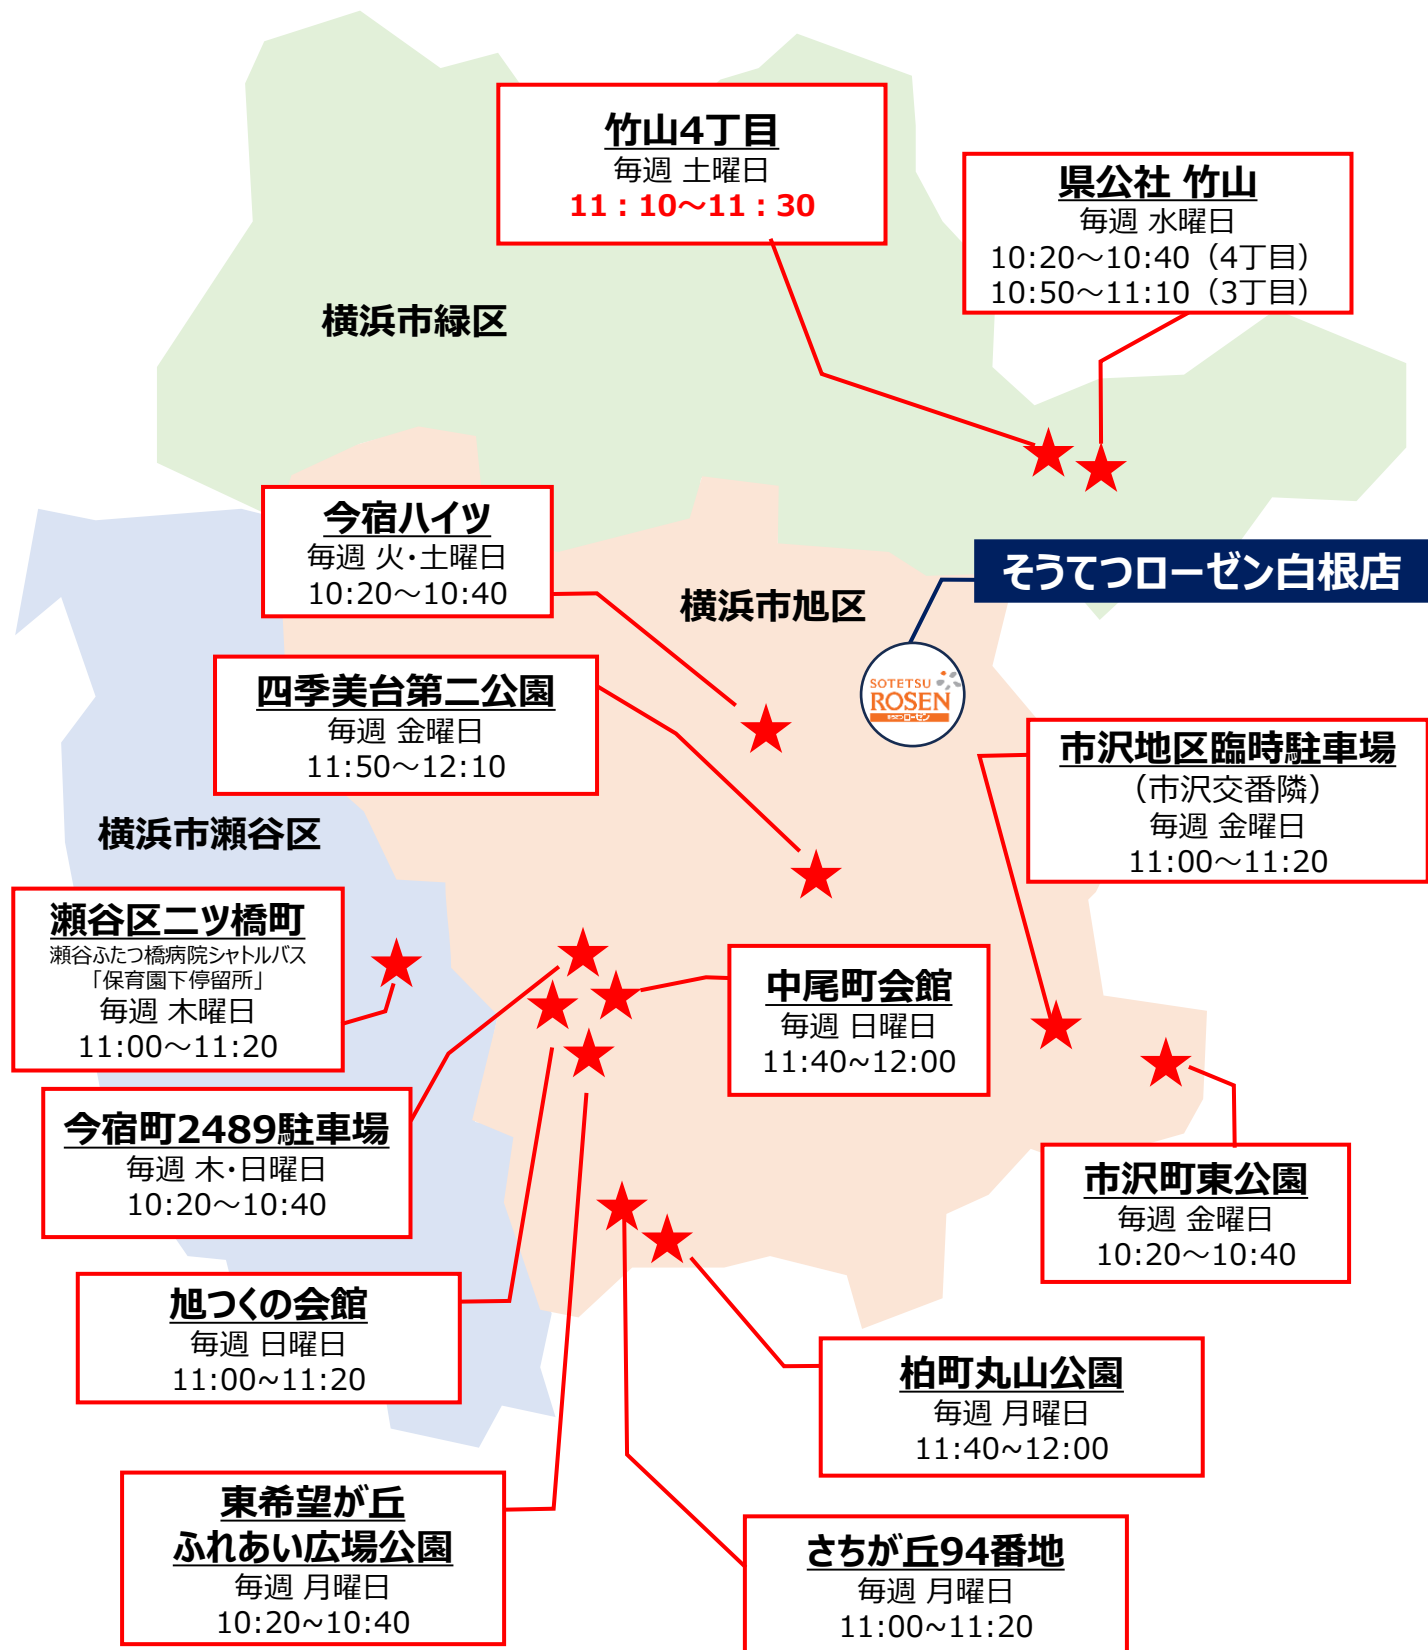 竹山4丁目
毎週 土曜日
11：10～11：30
県公社 竹山
毎週 水曜日
10:20～10:40（4丁目）
10:50～11:10（3丁目）
横浜市緑区
今宿ハイツ
毎週 火・土曜日
10:20～10:40
横浜市旭区
そうてつローゼン白根店
SOTETSU
ROSEN
そうてつローゼン
四季美台第二公園
毎週 金曜日
11:50～12:10
市沢地区臨時駐車場
（市沢交番隣）
毎週 金曜日
11:00～11:20
横浜市瀬谷区
瀬谷区二ツ橋町
瀬谷ふたつ橋病院シャトルバス
「保育園下停留所」
毎週 木曜日
11:00～11:20
中尾町会館
毎週 日曜日
11:40~12:00
今宿町2489駐車場
毎週 木・日曜日
10:20～10:40
市沢町東公園
毎週 金曜日
10:20～10:40
旭つくの会館
毎週 日曜日
11:00~11:20
柏町丸山公園
毎週 月曜日
11:40~12:00
東希望が丘
ふれあい広場公園
毎週 月曜日
10:20~10:40
さちが丘94番地
毎週 月曜日
11:00~11:20